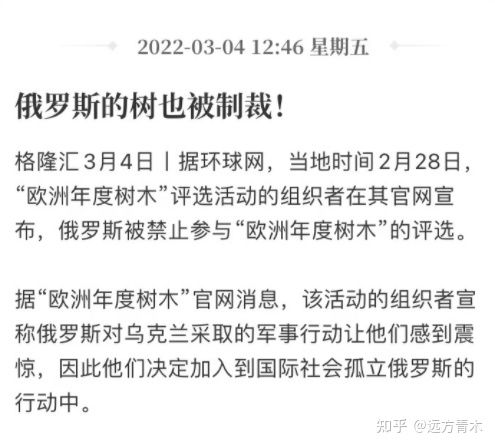 2022-03-04 12:46 星期五
俄罗斯的树也被制裁！
格隆汇3月4日丨据环球网，当地时间2月28日，
“欧洲年度树木”评选活动的组织者在其官网宣
布，俄罗斯被禁止参与“欧洲年度树木”的评选。
据“欧洲年度树木”官网消息，该活动的组织者宣
称俄罗斯对乌克兰采取的军事行动让他们感到震
惊，因此他们决定加入到国际社会孤立俄罗斯的
行动中。
知乎 @远方青木